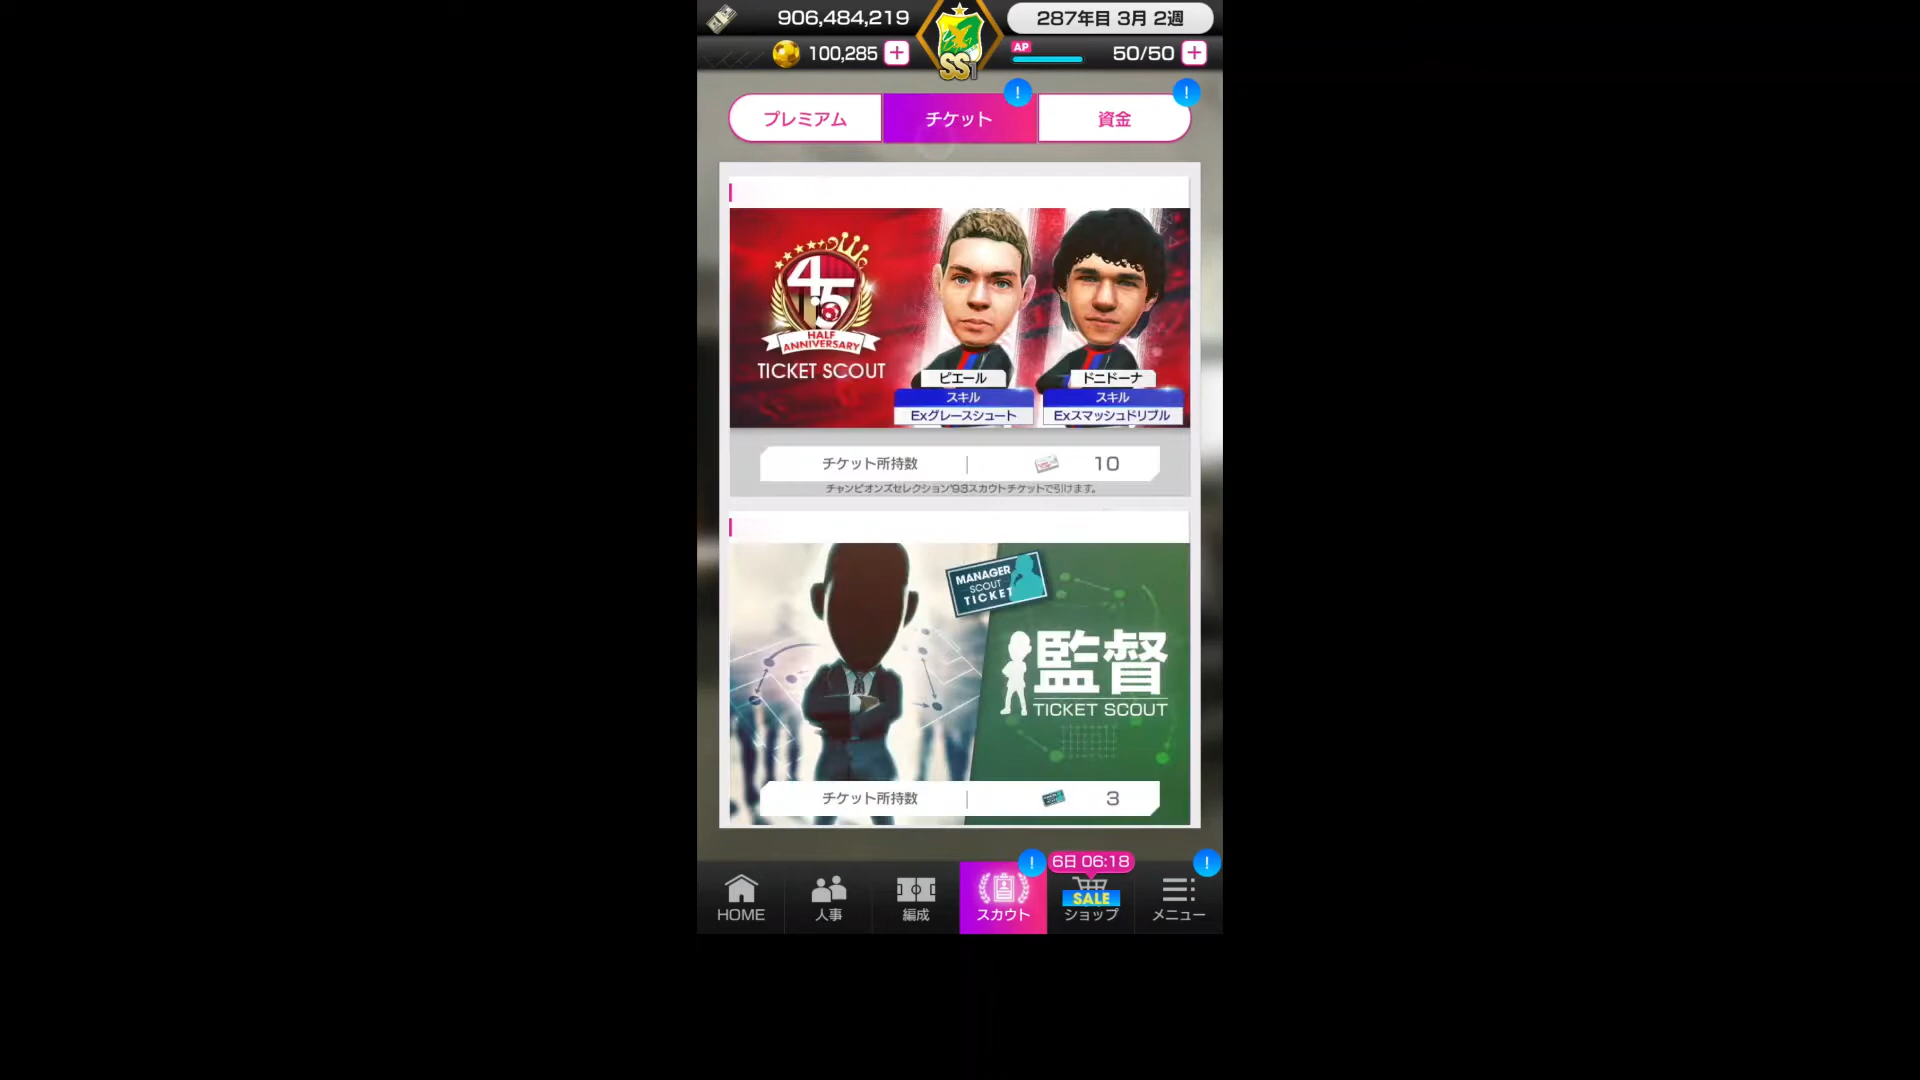 906,484,219
287年目 3月 2週
100,285
SS1
AP
50/50
プレミアム
チケット
!
資金
!
4.5
HALF
ANNIVERSARY
TICKET SCOUT
ピエール
スキル
Exグレースシュート
ドニドーナ
スキル
Exスマッシュドリブル
チケット所持数
10
チャンピオンズセレクション'93スカウトチケットで引けます。
MANAGER
SCOUT
TICKET
監督
TICKET SCOUT
チケット所持数
3
HOME
人事
編成
!
スカウト
6日 06:18
SALE
ショップ
!
メニュー